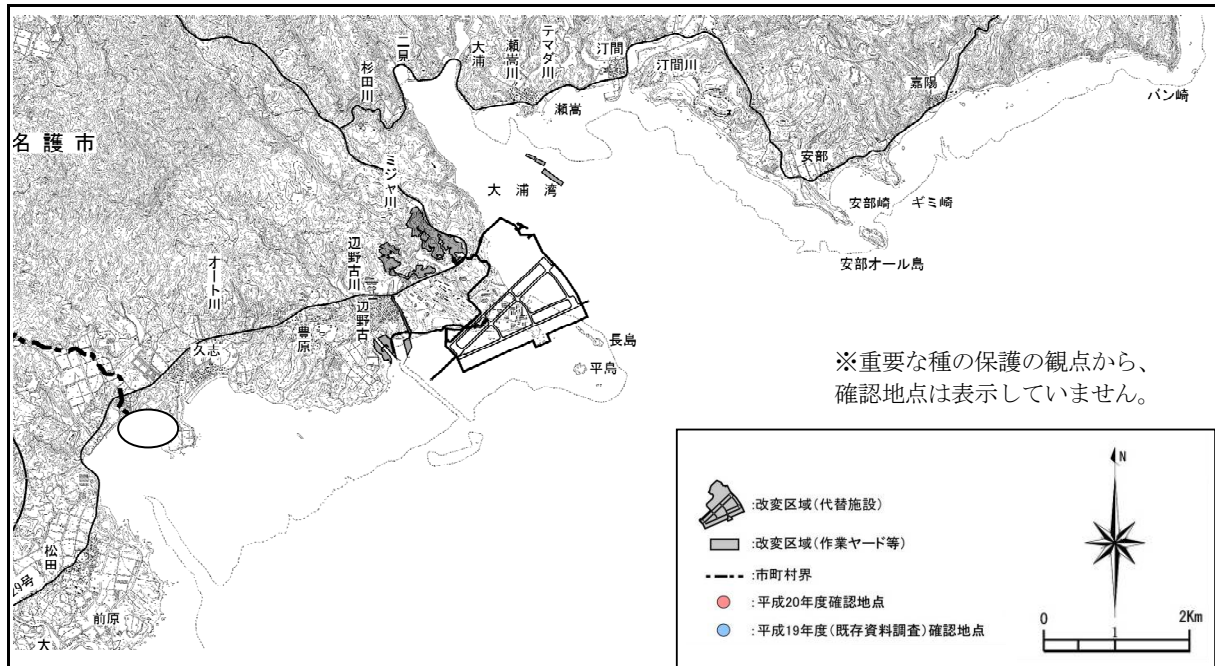 二見
大浦
瀬嵩川
テマダ川
汀間
汀間川
嘉陽
バン崎
杉田川
瀬嵩
名護市
安部
ミジャ川
大浦湾
安部崎
ギミ崎
安部オール島
辺野古川
オート川
辺野古
豊原
久志
長島
平島
※重要な種の保護の観点から、
確認地点は表示していません。
:改変区域(代替施設)
:改変区域(作業ヤード等)
:市町村界
:平成20年度確認地点
:平成19年度(既存資料調査)確認地点
N
0 1 2Km
松田
29号
前原
大